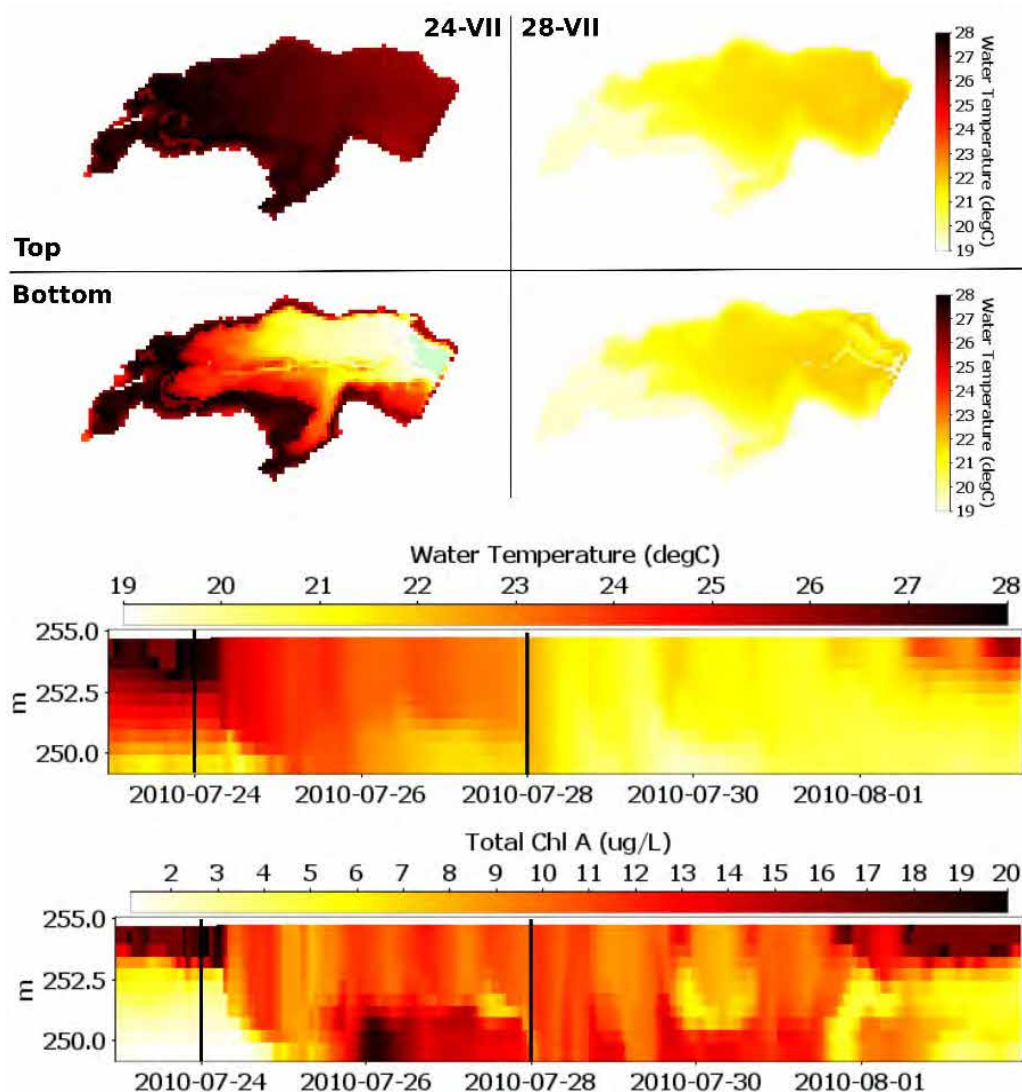 24-VII 28-VII
28
27
26
25
24
23
22
21
20
19
Water Temperature (degC)
Top
Bottom
28
27
26
25
24
23
22
21
20
19
Water Temperature (degC)
Water Temperature (degC)
19 20 21 22 23 24 25 26 27 28
255.0
252.5
250.0
m
2010-07-24 2010-07-26 2010-07-28 2010-07-30 2010-08-01
Total Chl A (ug/L)
2 3 4 5 6 7 8 9 10 11 12 13 14 15 16 17 18 19 20
255.0
252.5
250.0
m
2010-07-24 2010-07-26 2010-07-28 2010-07-30 2010-08-01